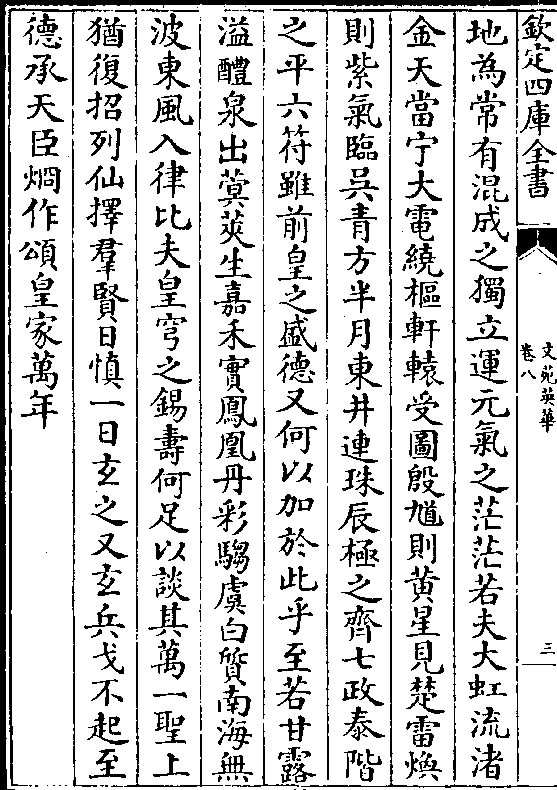 欽定四庫全書
文苑英華
卷八
三
地為常有混成之獨立運元氣之茫茫若夫大虹流渚
金天當宁大電繞樞軒轅受圖殷馗則黄星見楚雷煥
則紫氣臨吳青方半月東井連珠辰極之齊七政泰階
之平六符雖前皇之盛德又何以加於此乎至若甘露
溢醴泉出蓂莢生嘉禾實鳳凰丹彩騶虞白質南海無
波東風入律比夫皇穹之錫壽何足以談其萬一聖上
猶復招列仙擇羣賢日慎一日玄之又玄兵戈不起至
德承天臣烱作頌皇家萬年